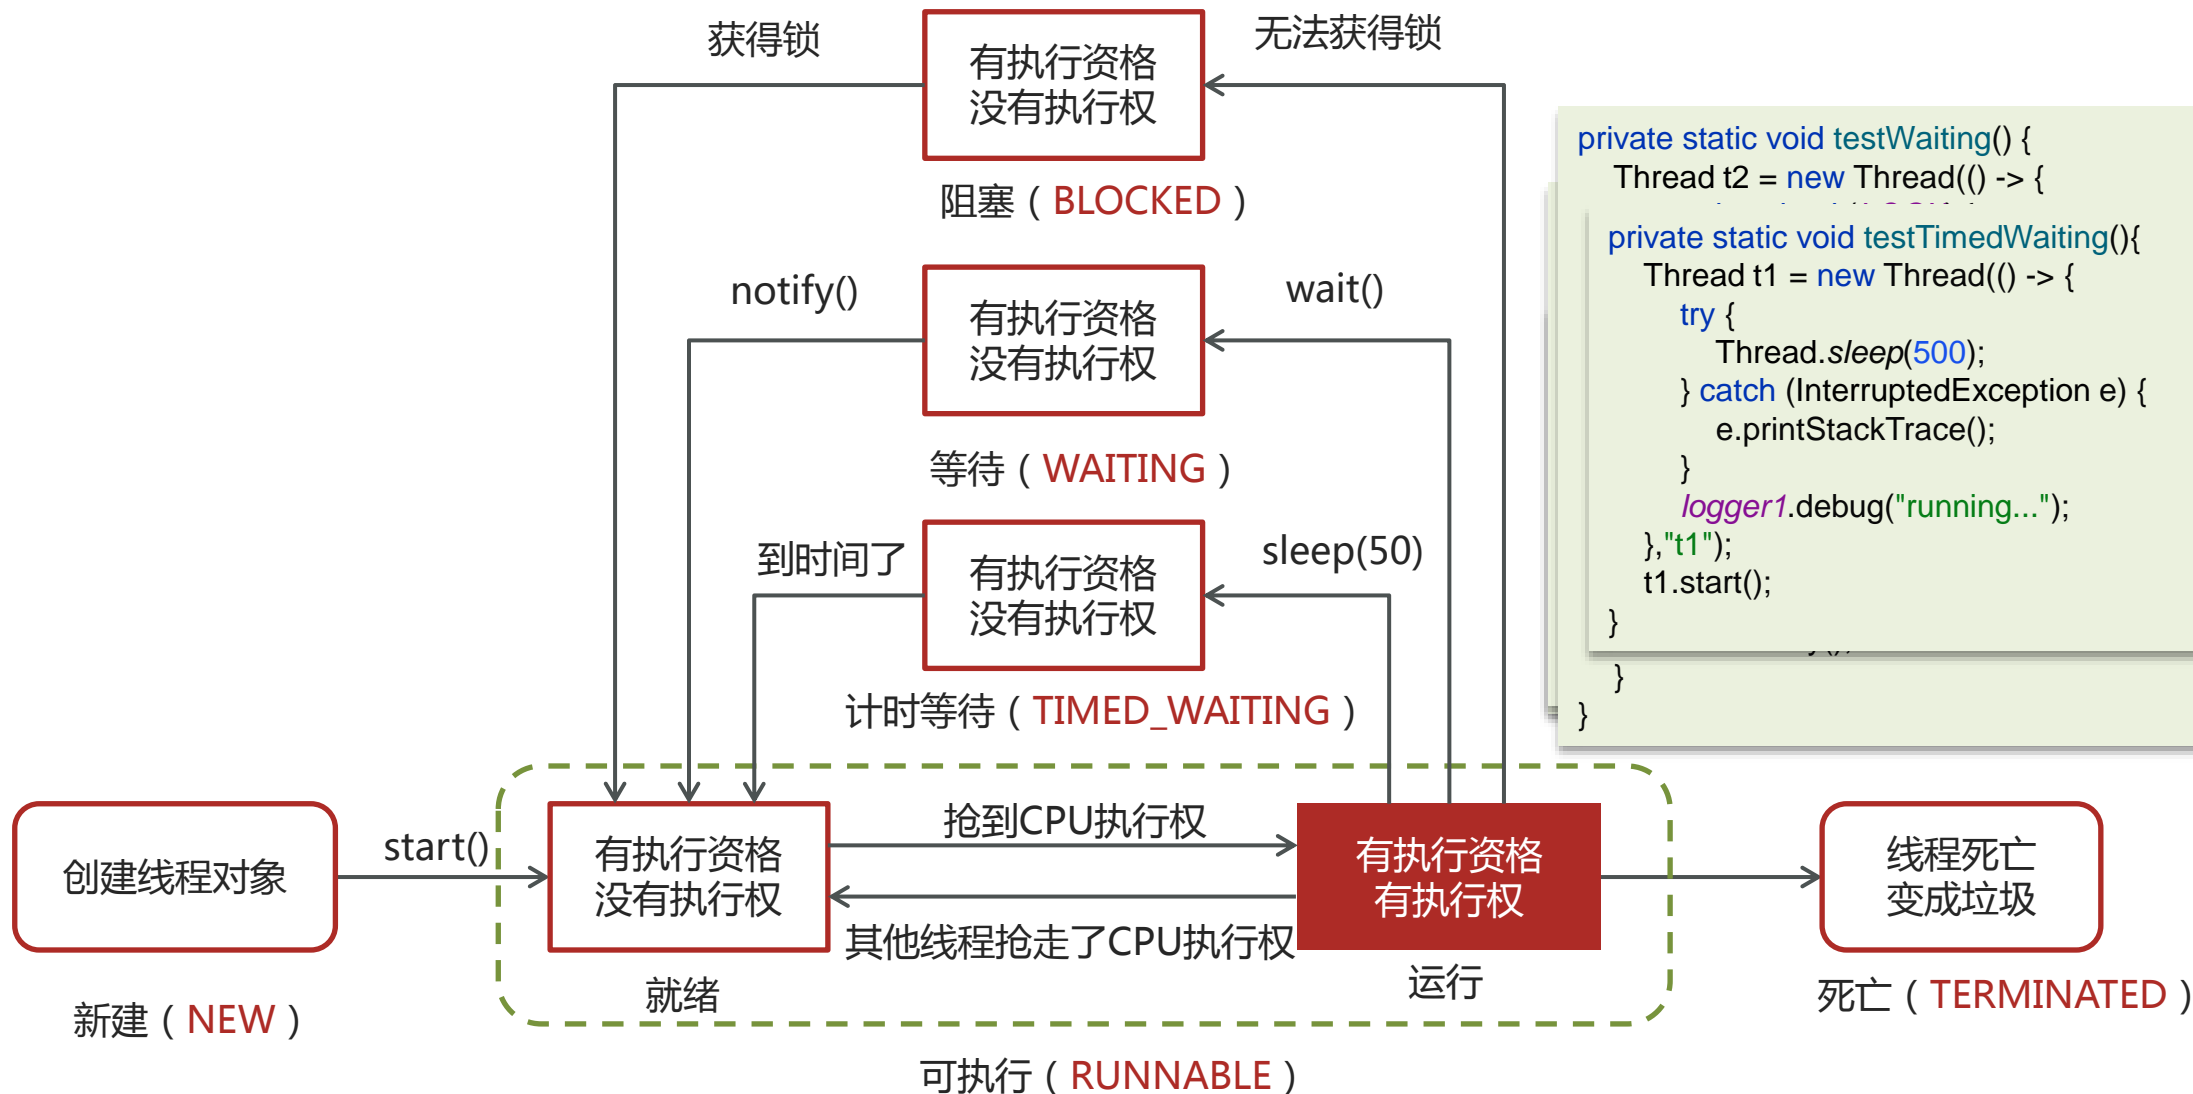 获得锁
有执行资格
没有执行权
无法获得锁
阻塞（BLOCKED）
notify()
有执行资格
没有执行权
wait()
等待（WAITING）
到时间了
有执行资格
没有执行权
sleep(50)
计时等待（TIMED_WAITING）
private static void testWaiting() {
Thread t2 = new Thread(() -> {
private static void testTimedWaiting(){
Thread t1 = new Thread(() -> {
try {
Thread.sleep(500);
} catch (InterruptedException e) {
e.printStackTrace();
}
logger1.debug("running...");
},"t1");
t1.start();
}
}
}
创建线程对象
新建（NEW）
start()
有执行资格
没有执行权
就绪
抢到CPU执行权
其他线程抢走了CPU执行权
有执行资格
有执行权
运行
可执行（RUNNABLE）
线程死亡
变成垃圾
死亡（TERMINATED）